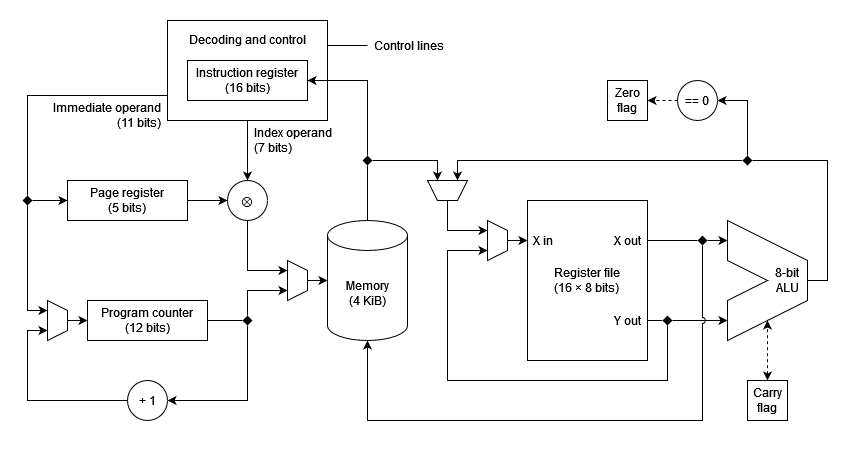 Decoding and control
Control lines
Instruction register
(16 bits)
Immediate operand
(11 bits)
Index operand
(7 bits)
Zero
flag
== 0
Page register
(5 bits)
⊗
X in
X out
Register file
(16 × 8 bits)
Y out
8-bit
ALU
Memory
(4 KiB)
Program counter
(12 bits)
+ 1
Carry
flag